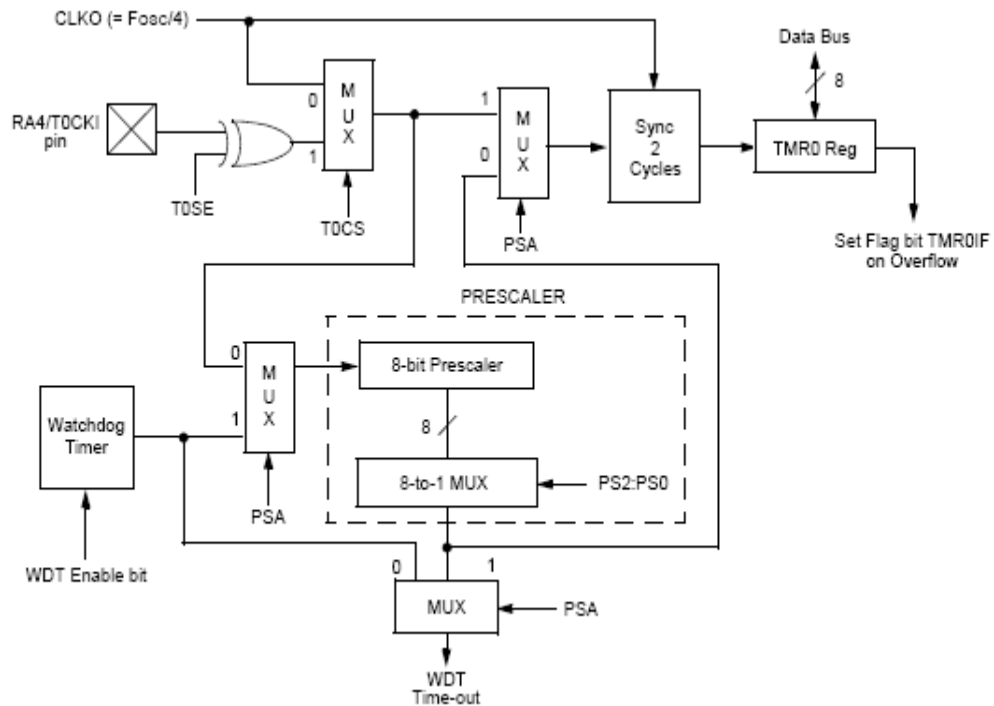 CLKO (= Fosc/4)
Data Bus
8
RA4/T0CKI
pin
0
1
M
U
X
1
0
M
U
X
Sync
2
Cycles
TMR0 Reg
T0SE
T0CS
PSA
Set Flag bit TMR0IF
on Overflow
PRESCALER
0
1
M
U
X
8-bit Prescaler
Watchdog
Timer
8
8-to-1 MUX
PS2:PS0
PSA
WDT Enable bit
0
1
MUX
PSA
WDT
Time-out